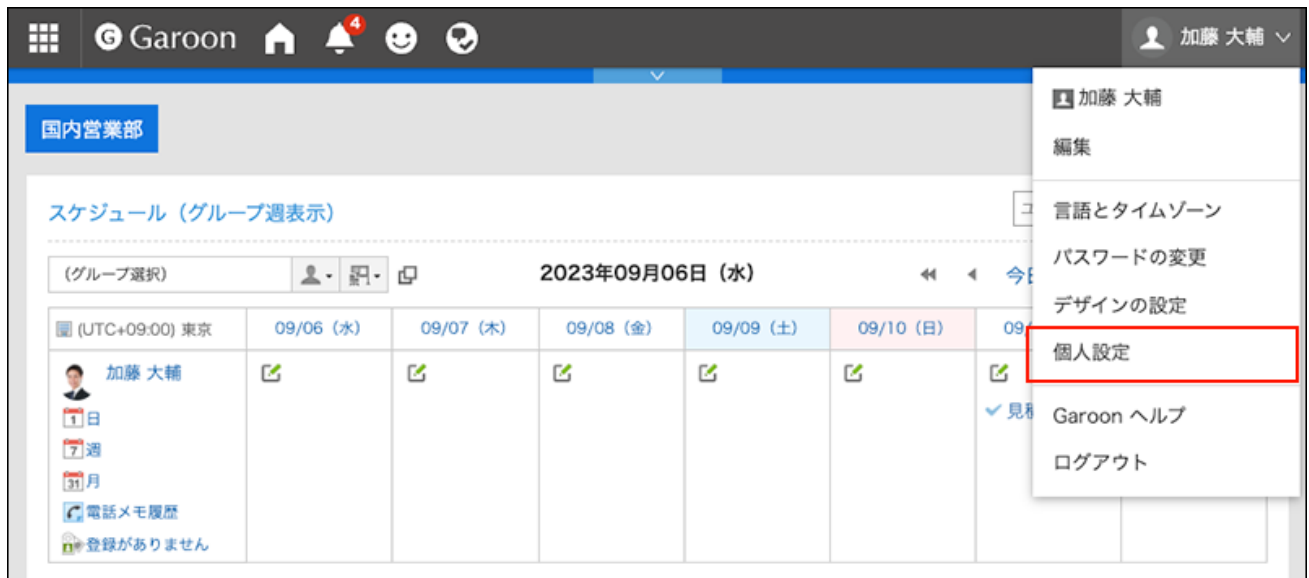 Garoon
4
加藤 大輔
国内営業部
加藤 大輔
編集
言語とタイムゾーン
パスワードの変更
デザインの設定
個人設定
Garoon ヘルプ
ログアウト
スケジュール（グループ週表示）
(グループ選択)
2023年09月06日（水）
今日
(UTC+09:00) 東京
09/06（水）
09/07（木）
09/08（金）
09/09（土）
09/10（日）
09/
加藤 大輔
見積
1 日
7 週
31 月
電話メモ履歴
登録がありません